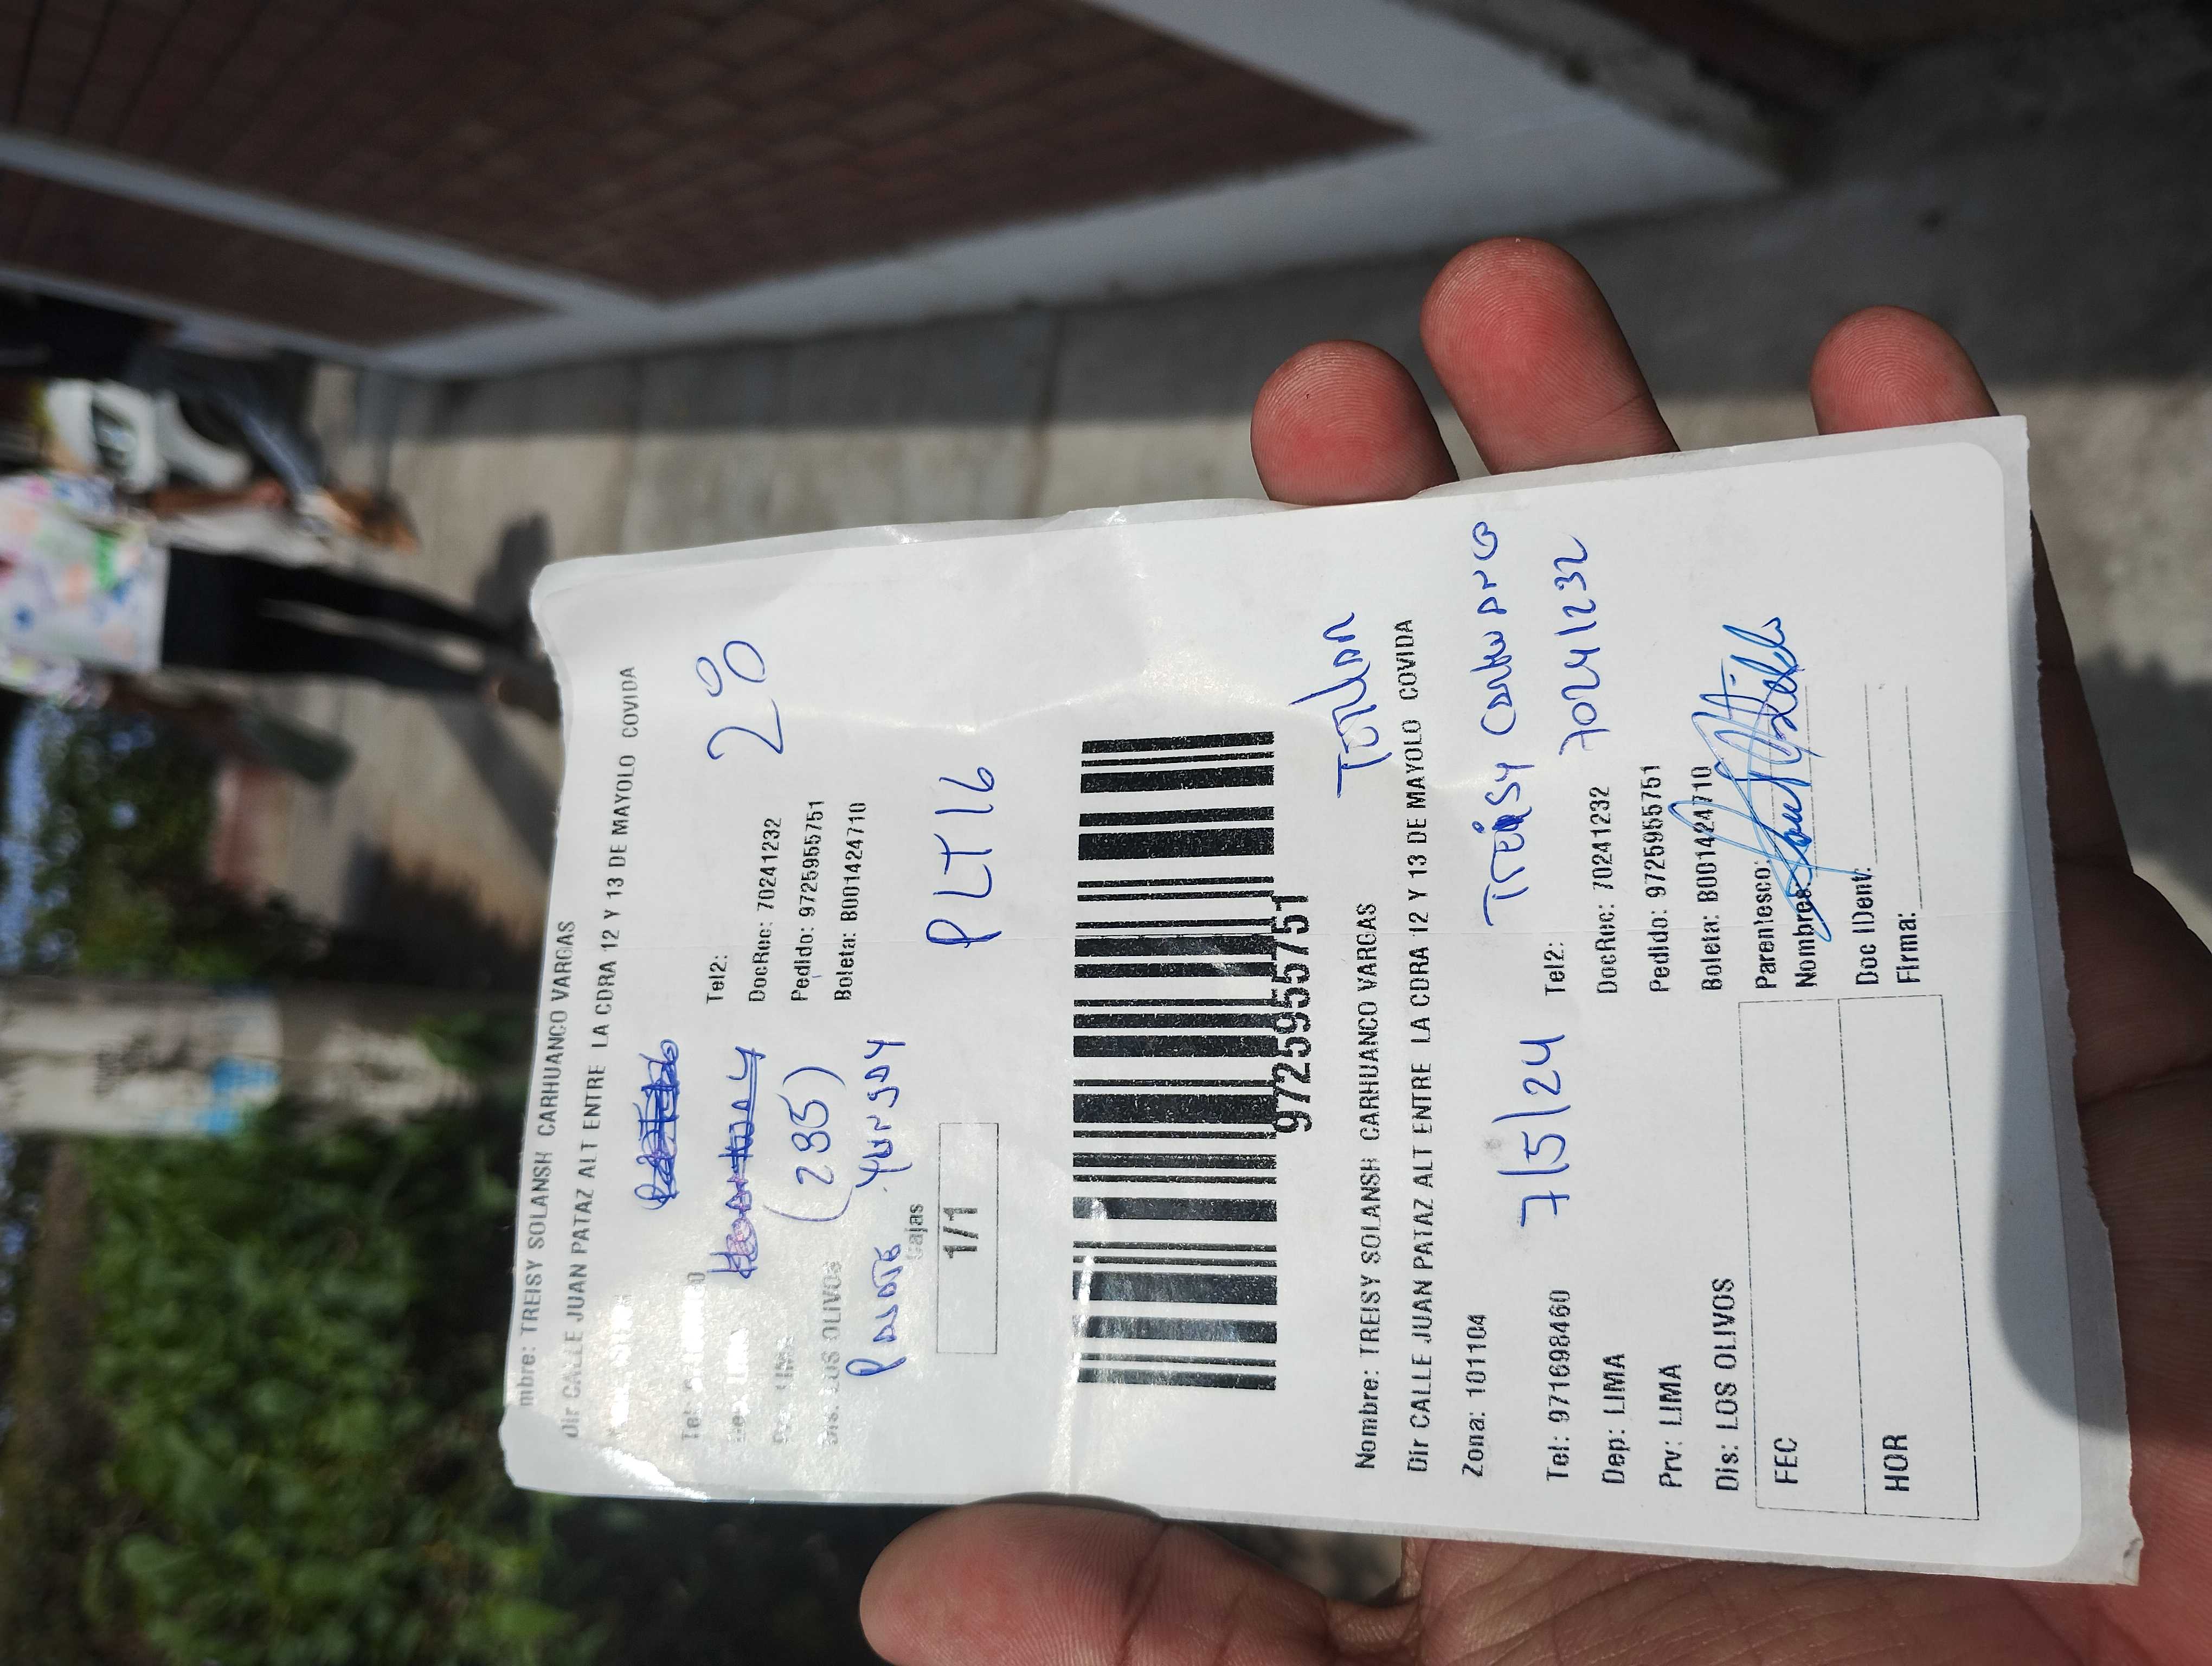 mbre: TREISY SOLANSH CARHUANCO VARGAS
Dir CALLE JUAN PATAZ ALT ENTRE LA CDRA 12 Y 13 DE MAYOLO COVIDA
Tel2:
DocRec: 70241232
Pedido: 9725955751
Boleta: B001424710
Dis: LOS OLIVOS
(285)
YURSDY
Cajas
1/1
PLT16
9725955751
Nombre: TREISY SOLANSH CARHUANCO VARGAS
Titular
Dir CALLE JUAN PATAZ ALT ENTRE LA CDRA 12 Y 13 DE MAYOLO COVIDA
Zona: 101104
7/5/24
Tel: 971698460 Tel2:
70241232
Dep: LIMA DocRec: 70241232
Prv: LIMA Pedido: 9725955751
Dis: LOS OLIVOS Boleta: B001424710
FEC
Parentesco:
Nombres:
HOR
Doc IDent:
Firma: